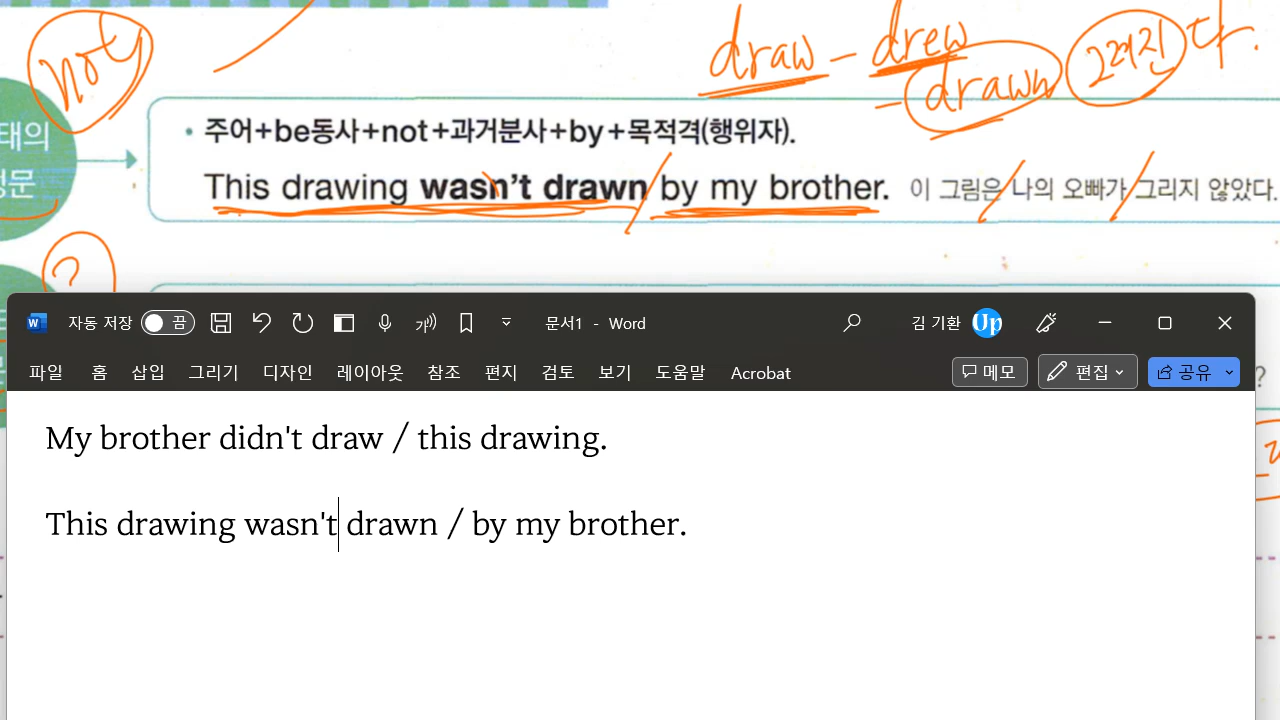 not
draw - drew
- drawn 그려진 다.
태의
정문
• 주어+be동사+not+과거분사+by+목적격(행위자).
This drawing wasn't drawn / by my brother. 이 그림은 / 나의 오빠가 / 그리지 않았다.
?
자동 저장 끔 가 문서1 - Word 김 기환 Up
파일 홈 삽입 그리기 디자인 레이아웃 참조 편지 검토 보기 도움말 Acrobat 메모 편집 공유
?
My brother didn't draw / this drawing.
This drawing wasn't drawn / by my brother.